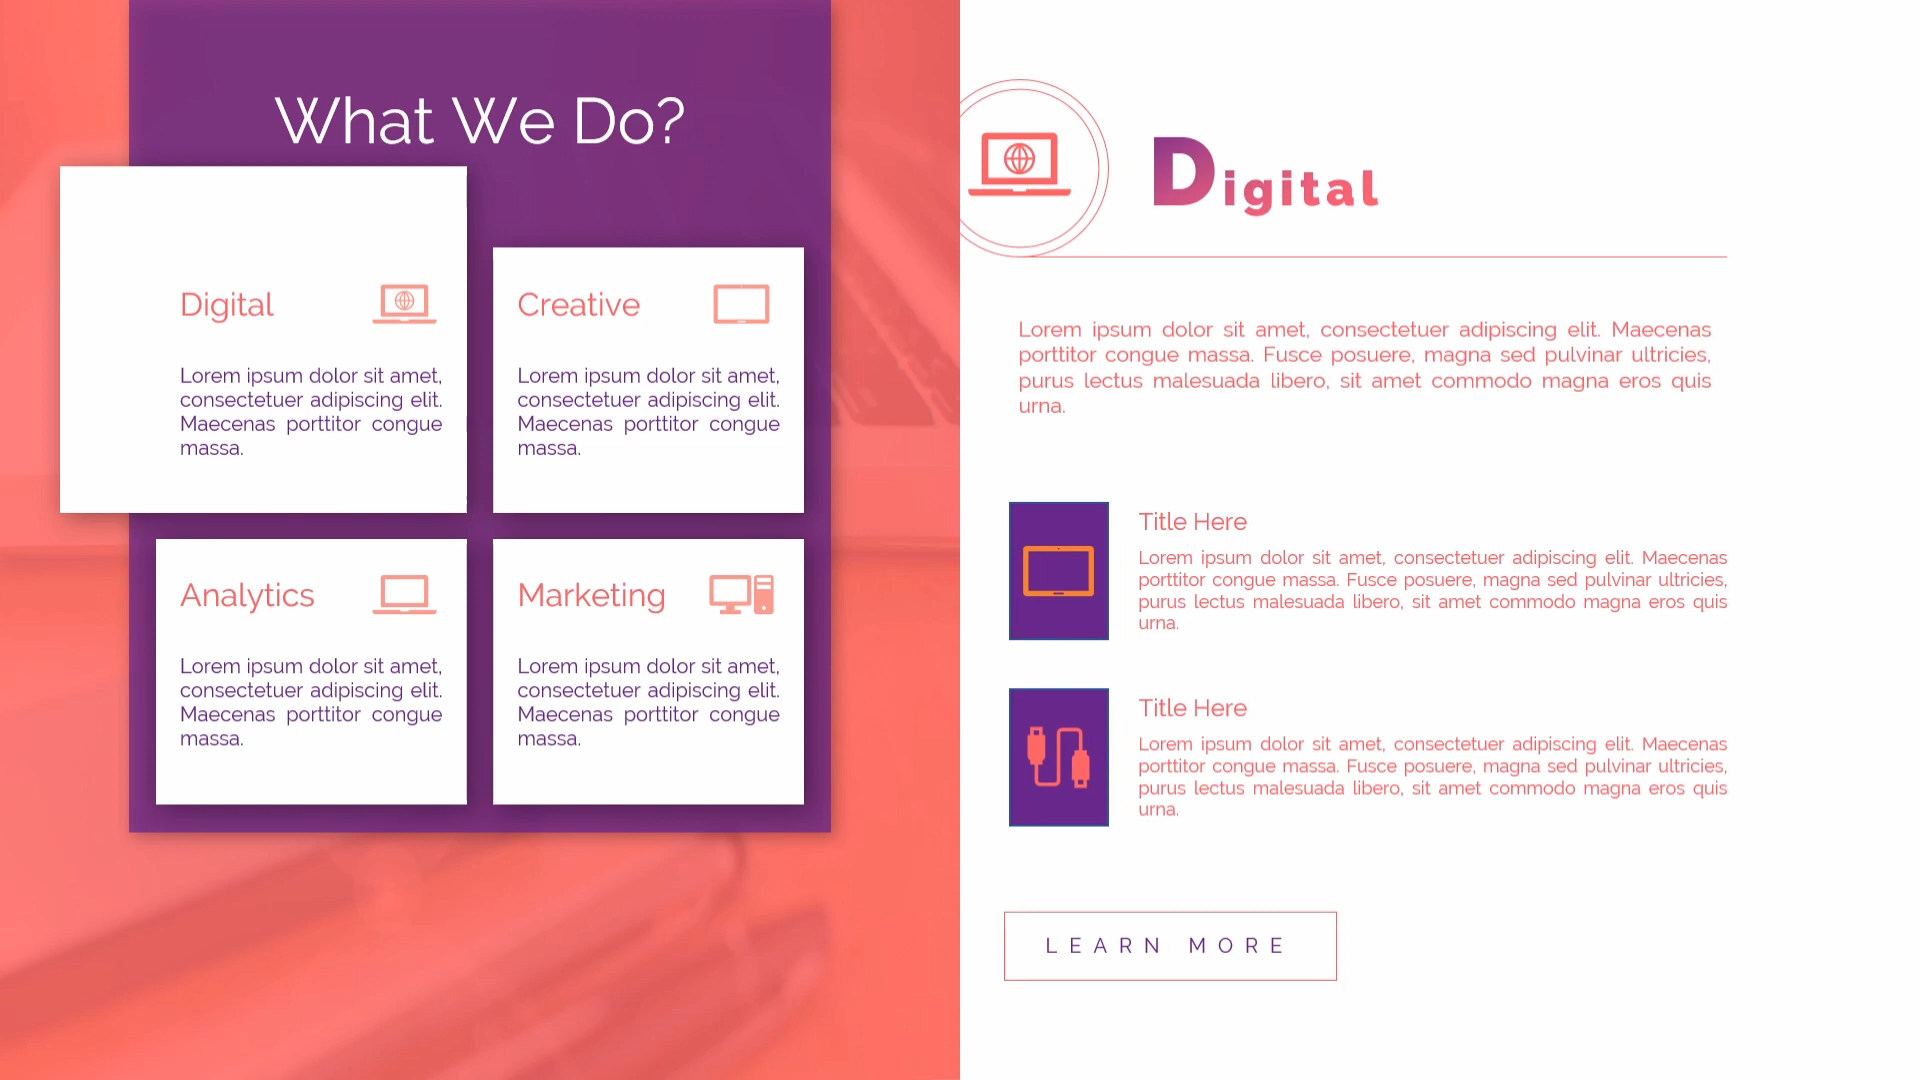 What We Do?
Digital
Lorem ipsum dolor sit amet,
consectetuer adipiscing elit.
Maecenas porttitor congue
massa.
Creative
Lorem ipsum dolor sit amet,
consectetuer adipiscing elit.
Maecenas porttitor congue
massa.
Analytics
Lorem ipsum dolor sit amet,
consectetuer adipiscing elit.
Maecenas porttitor congue
massa.
Marketing
Lorem ipsum dolor sit amet,
consectetuer adipiscing elit.
Maecenas porttitor congue
massa.
Digital
Lorem ipsum dolor sit amet, consectetuer adipiscing elit. Maecenas
porttitor congue massa. Fusce posuere, magna sed pulvinar ultricies,
purus lectus malesuada libero, sit amet commodo magna eros quis
urna.
Title Here
Lorem ipsum dolor sit amet, consectetuer adipiscing elit. Maecenas
porttitor congue massa. Fusce posuere, magna sed pulvinar ultricies,
purus lectus malesuada libero, sit amet commodo magna eros quis
urna.
Title Here
Lorem ipsum dolor sit amet, consectetuer adipiscing elit. Maecenas
porttitor congue massa. Fusce posuere, magna sed pulvinar ultricies,
purus lectus malesuada libero, sit amet commodo magna eros quis
urna.
LEARN MORE